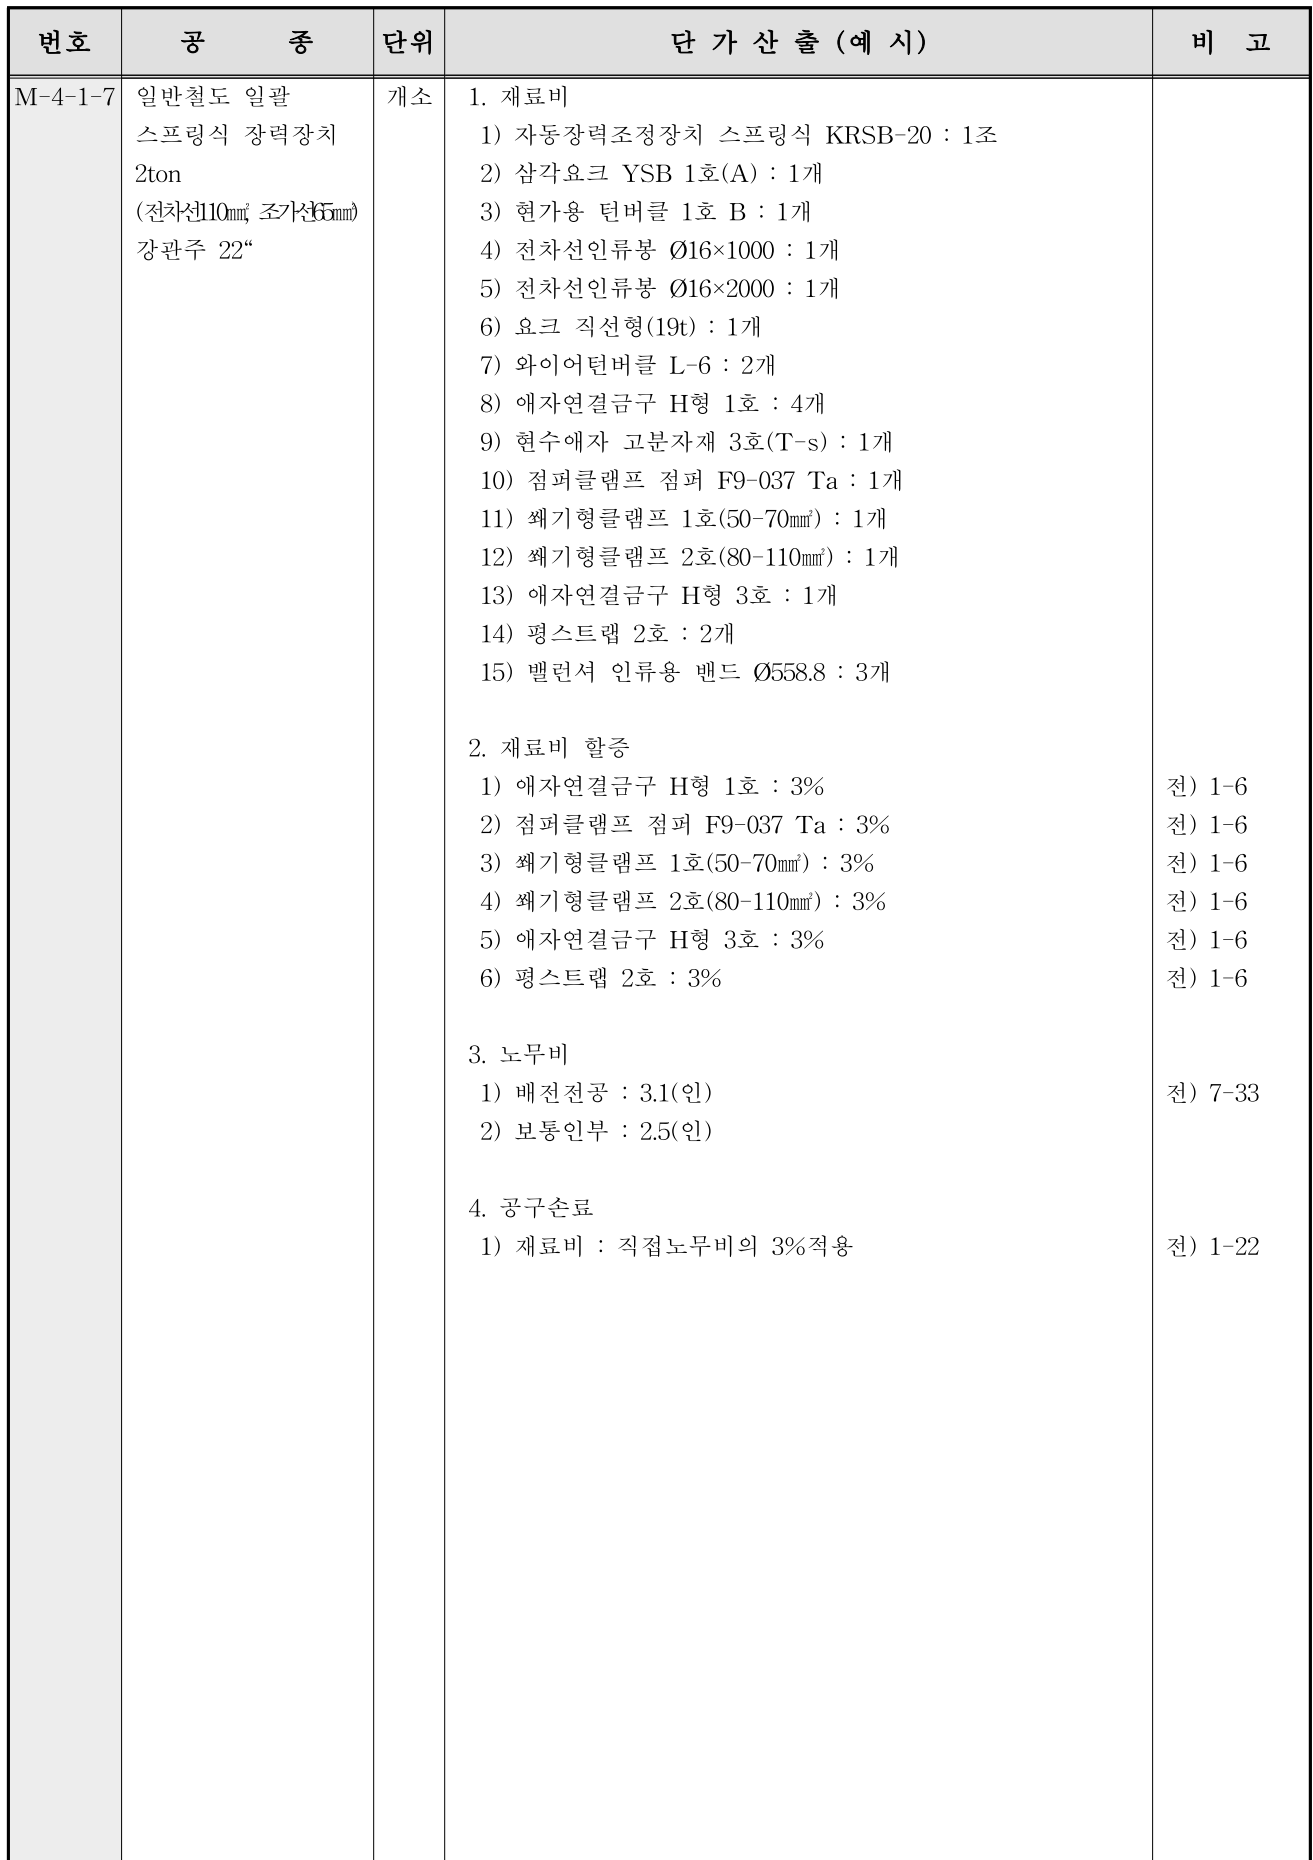 번호 공 종 단위 단 가 산 출 (예 시) 비 고
M-4-1-7 일반철도 일괄 개소 1. 재료비
스프링식 장력장치 1) 자동장력조정장치 스프링식 KRSB-20 : 1조
2ton 2) 삼각요크 YSB 1호(A) : 1개
(전차선110㎟, 조가선65㎟) 3) 현가용 턴버클 1호 B : 1개
강관주 22“ 4) 전차선인류봉 Ø16×1000 : 1개
5) 전차선인류봉 Ø16×2000 : 1개
6) 요크 직선형(19t) : 1개
7) 와이어턴버클 L-6 : 2개
8) 애자연결금구 H형 1호 : 4개
9) 현수애자 고분자재 3호(T-s) : 1개
10) 점퍼클램프 점퍼 F9-037 Ta : 1개
11) 쐐기형클램프 1호(50-70㎟) : 1개
12) 쐐기형클램프 2호(80-110㎟) : 1개
13) 애자연결금구 H형 3호 : 1개
14) 평스트랩 2호 : 2개
15) 밸런셔 인류용 밴드 Ø558.8 : 3개
2. 재료비 할증
1) 애자연결금구 H형 1호 : 3% 전) 1-6
2) 점퍼클램프 점퍼 F9-037 Ta : 3% 전) 1-6
3) 쐐기형클램프 1호(50-70㎟) : 3% 전) 1-6
4) 쐐기형클램프 2호(80-110㎟) : 3% 전) 1-6
5) 애자연결금구 H형 3호 : 3% 전) 1-6
6) 평스트랩 2호 : 3% 전) 1-6
3. 노무비
1) 배전전공 : 3.1(인) 전) 7-33
2) 보통인부 : 2.5(인)
4. 공구손료
1) 재료비 : 직접노무비의 3%적용 전) 1-22